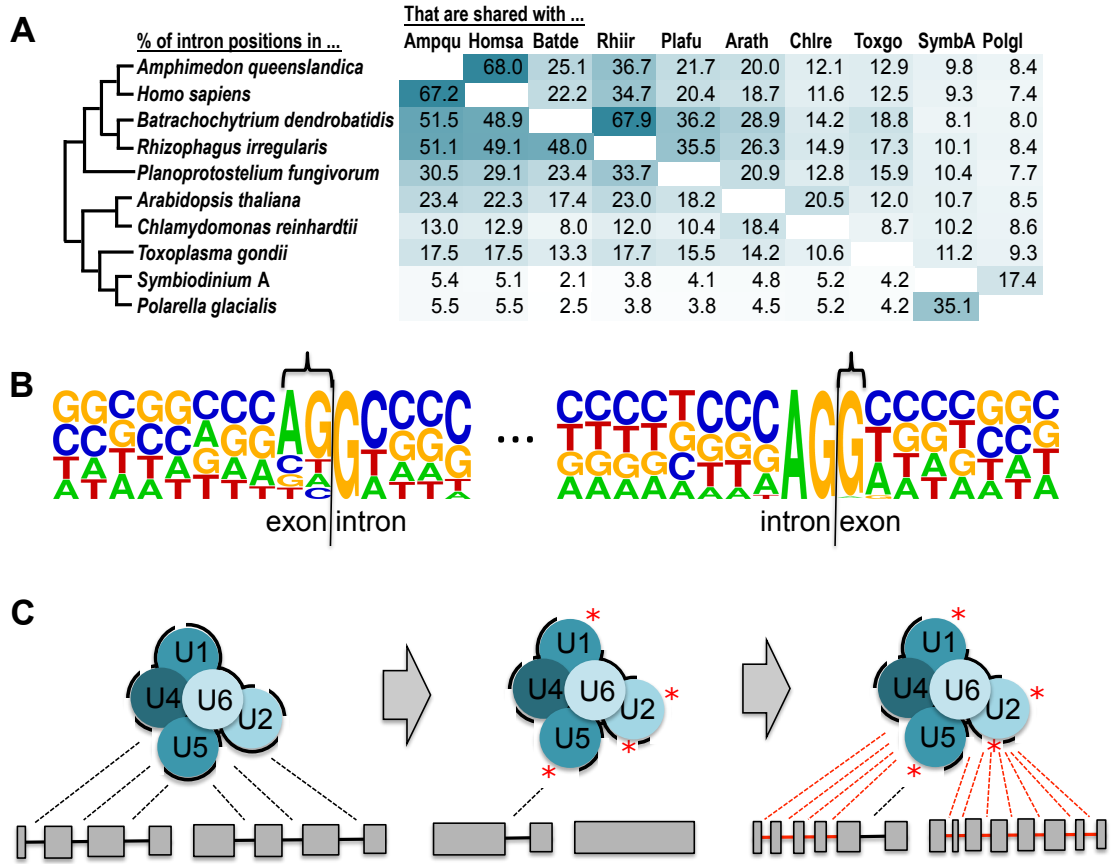 A
That are shared with ...
% of intron positions in ... Ampqu Homsa Batde Rhiir Plafu Arath Chlre Toxgo SymbA Polgl
Amphimedon queenslandica 68.0 25.1 36.7 21.7 20.0 12.1 12.9 9.8 8.4
Homo sapiens 67.2 22.2 34.7 20.4 18.7 11.6 12.5 9.3 7.4
Batrachochytrium dendrobatidis 51.5 48.9 67.9 36.2 28.9 14.2 18.8 8.1 8.0
Rhizophagus irregularis 51.1 49.1 48.0 35.5 26.3 14.9 17.3 10.1 8.4
Planoprotostelium fungivorum 30.5 29.1 23.4 33.7 20.9 12.8 15.9 10.4 7.7
Arabidopsis thaliana 23.4 22.3 17.4 23.0 18.2 20.5 12.0 10.7 8.5
Chlamydomonas reinhardtii 13.0 12.9 8.0 12.0 10.4 18.4 8.7 10.2 8.6
Toxoplasma gondii 17.5 17.5 13.3 17.7 15.5 14.2 10.6 11.2 9.3
Symbiodinium A 5.4 5.1 2.1 3.8 4.1 4.8 5.2 4.2 17.4
Polarella glacialis 5.5 5.5 2.5 3.8 3.8 4.5 5.2 4.2 35.1
B
GGCGGCCCAGGCCCC ... CCCCTCCCAGGCCCCGGC
exon intron intron exon
C
U1 * U1 * U1
U4 U6 U2 U4 U6 * U2 U4 U6 * U2
U5 * U5 * * U5 *